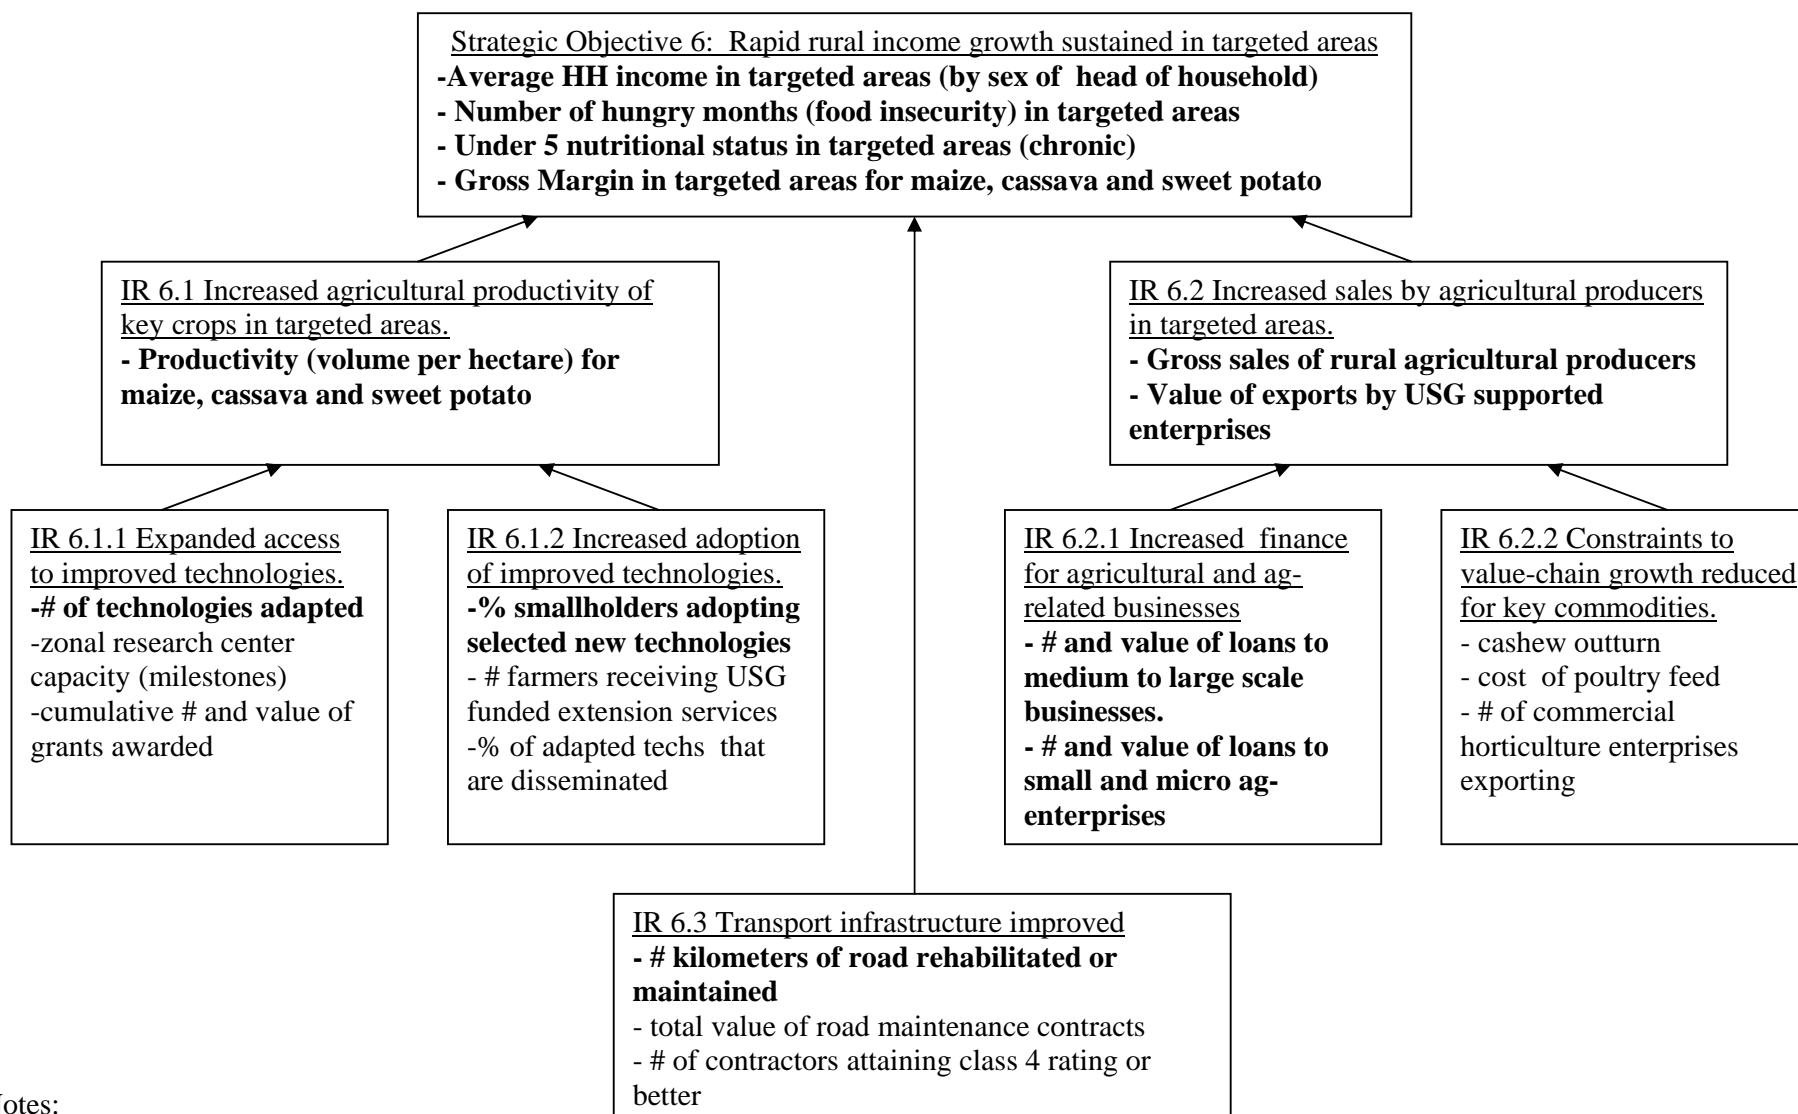 Strategic Objective 6:  Rapid rural income growth sustained in targeted areas
-Average HH income in targeted areas (by sex of  head of household)
- Number of hungry months (food insecurity) in targeted areas
- Under 5 nutritional status in targeted areas (chronic)
- Gross Margin in targeted areas for maize, cassava and sweet potato
IR 6.1 Increased agricultural productivity of
key crops in targeted areas.
- Productivity (volume per hectare) for
maize, cassava and sweet potato
IR 6.2 Increased sales by agricultural producers
in targeted areas.
- Gross sales of rural agricultural producers
- Value of exports by USG supported
enterprises
IR 6.1.1 Expanded access
to improved technologies.
-# of technologies adapted
-zonal research center
capacity (milestones)
-cumulative # and value of
grants awarded
IR 6.1.2 Increased adoption
of improved technologies.
-% smallholders adopting
selected new technologies
- # farmers receiving USG
funded extension services
-% of adapted techs  that
are disseminated
IR 6.2.1 Increased  finance
for agricultural and ag-
related businesses
- # and value of loans to
medium to large scale
businesses.
- # and value of loans to
small and micro ag-
enterprises
IR 6.2.2 Constraints to
value-chain growth reduced
for key commodities.
- cashew outturn
- cost  of poultry feed
- # of commercial
horticulture enterprises
exporting
IR 6.3 Transport infrastructure improved
- # kilometers of road rehabilitated or
maintained
- total value of road maintenance contracts
- # of contractors attaining class 4 rating or
better
otes: